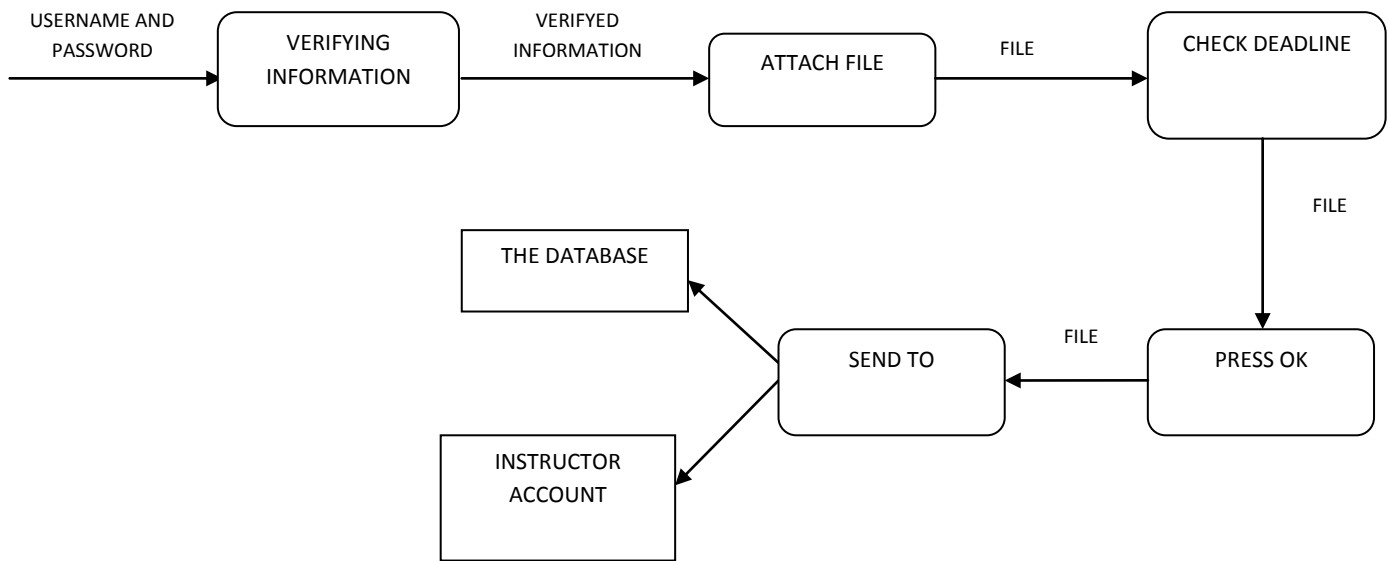 USERNAME AND
PASSWORD
VERIFYING
INFORMATION
VERIFYED
INFORMATION
ATTACH FILE
FILE
CHECK DEADLINE
FILE
PRESS OK
FILE
SEND TO
THE DATABASE
INSTRUCTOR
ACCOUNT